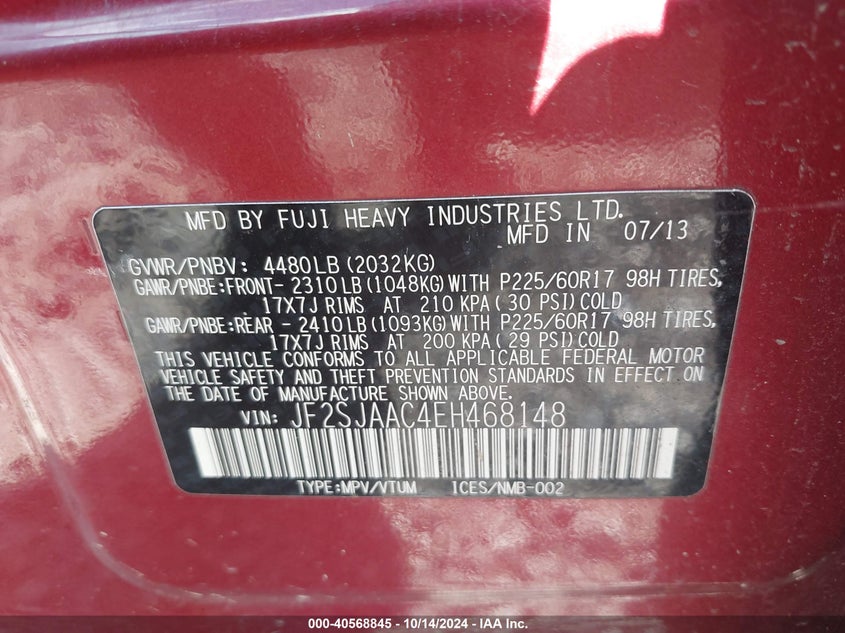 MFD BY FUJI HEAVY INDUSTRIES LTD.
MFD IN 07/13
GVWR/PNBV: 4480LB (2032KG)
GAWR/PNBE:FRONT- 2310LB (1048KG) WITH P225/60R17 98H TIRES,
17X7J RIMS AT 210 KPA (30 PSI) COLD
GAWR/PNBE:REAR - 2410LB (1093KG) WITH P225/60R17 98H TIRES,
17X7J RIMS AT 200 KPA (29 PSI) COLD
THIS VEHICLE CONFORMS TO ALL APPLICABLE FEDERAL MOTOR
VEHICLE SAFETY AND THEFT PREVENTION STANDARDS IN EFFECT ON
THE DATE OF MANUFACTURE SHOWN ABOVE.
VIN: JF2SJAAC4EH468148
TYPE:MPV/VTUM ICES/NMB-002
000-40568845 - 10/14/2024 - IAA Inc.